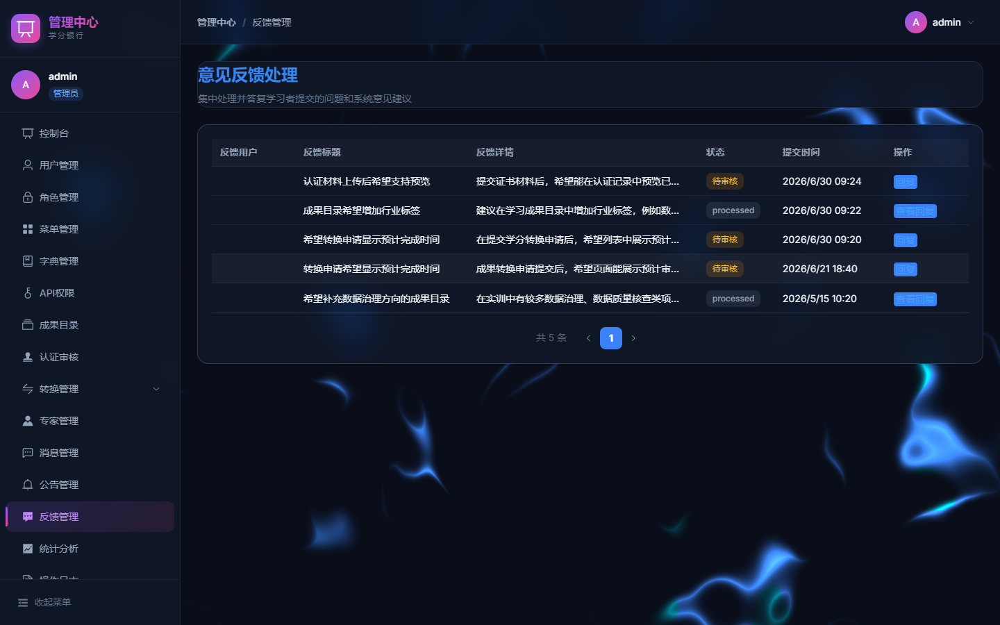 管理中心
学分银行
管理中心 / 反馈管理
A admin
A admin
管理员
控制台
用户管理
角色管理
菜单管理
字典管理
API权限
成果目录
认证审核
转换管理
专家管理
消息管理
公告管理
反馈管理
统计分析
操作日志
收起菜单
意见反馈处理
集中处理并答复学习者提交的问题和系统意见建议
反馈用户 反馈标题 反馈详情 状态 提交时间 操作
认证材料上传后希望支持预览 提交证书材料后，希望能在认证记录中预览已... 待审核 2026/6/30 09:24 回复
成果目录希望增加行业标签 建议在学习成果目录中增加行业标签，例如数... processed 2026/6/30 09:22 查看回复
希望转换申请显示预计完成时间 在提交学分转换申请后，希望列表中展示预计... 待审核 2026/6/30 09:20 回复
转换申请希望显示预计完成时间 成果转换申请提交后，希望页面能展示预计审... 待审核 2026/6/21 18:40 回复
希望补充数据治理方向的成果目录 在实训中有较多数据治理、数据质量核查类项... processed 2026/5/15 10:20 查看回复
共 5 条 1